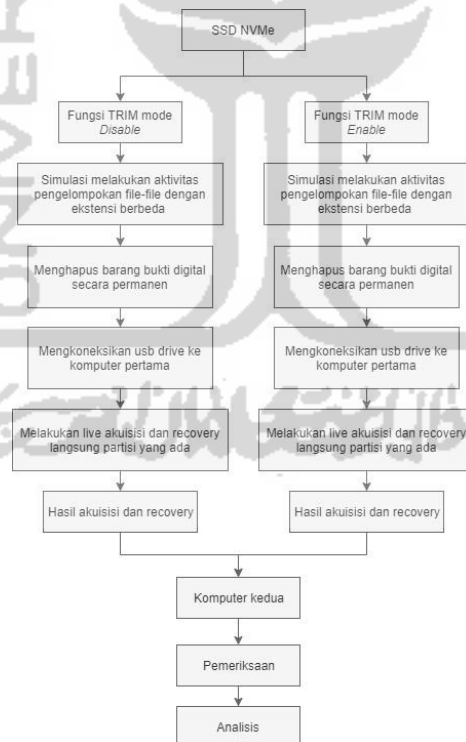 SSD NVMe
Fungsi TRIM mode
Disable
Fungsi TRIM mode
Enable
Simulasi melakukan aktivitas
pengelompokan file-file dengan
ekstensi berbeda
Simulasi melakukan aktivitas
pengelompokan file-file dengan
ekstensi berbeda
Menghapus barang bukti digital
secara permanen
Menghapus barang bukti digital
secara permanen
Mengkoneksikan usb drive ke
komputer pertama
Mengkoneksikan usb drive ke
komputer pertama
Melakukan live akuisisi dan recovery
langsung partisi yang ada
Melakukan live akuisisi dan recovery
langsung partisi yang ada
Hasil akuisisi dan recovery
Hasil akuisisi dan recovery
Komputer kedua
Pemeriksaan
Analisis